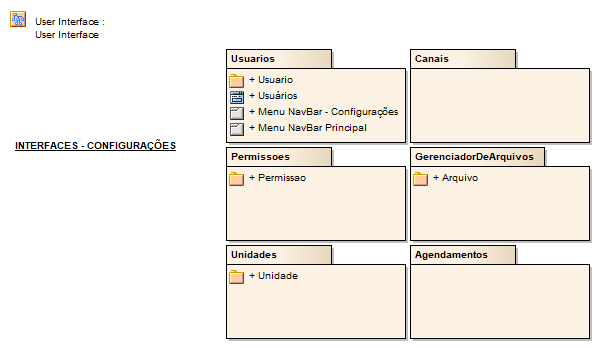 User Interface :
User Interface
Usuarios
+ Usuario
+ Usuários
+ Menu NavBar - Configurações
+ Menu NavBar Principal
Canais
INTERFACES - CONFIGURAÇÕES
Permissoes
+ Permissao
GerenciadorDeArquivos
+ Arquivo
Unidades
+ Unidade
Agendamentos